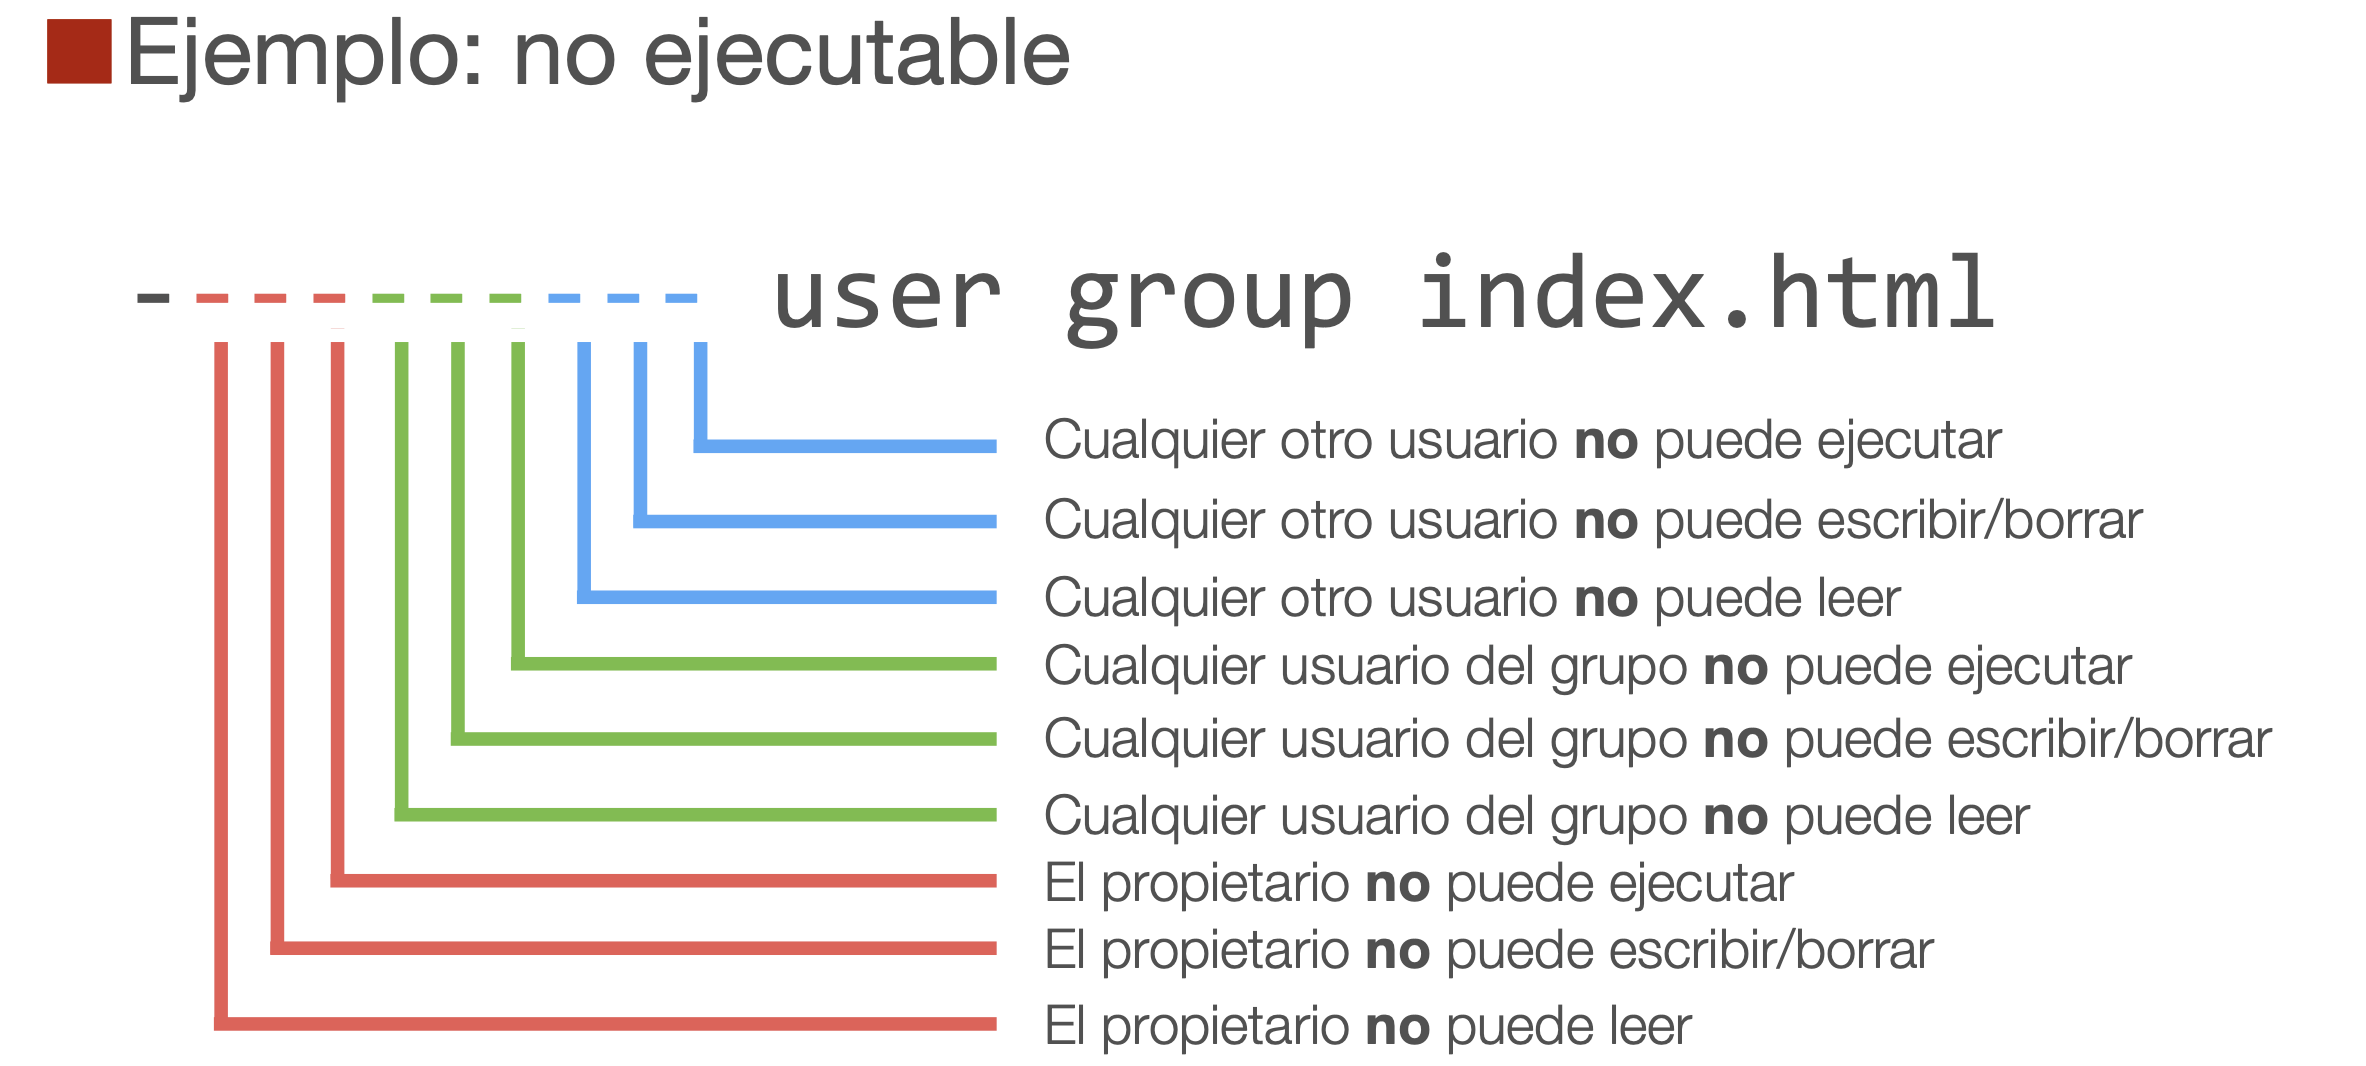 Ejemplo: no ejecutable
---------- user group index.html
Cualquier otro usuario no puede ejecutar
Cualquier otro usuario no puede escribir/borrar
Cualquier otro usuario no puede leer
Cualquier usuario del grupo no puede ejecutar
Cualquier usuario del grupo no puede escribir/borrar
Cualquier usuario del grupo no puede leer
El propietario no puede ejecutar
El propietario no puede escribir/borrar
El propietario no puede leer